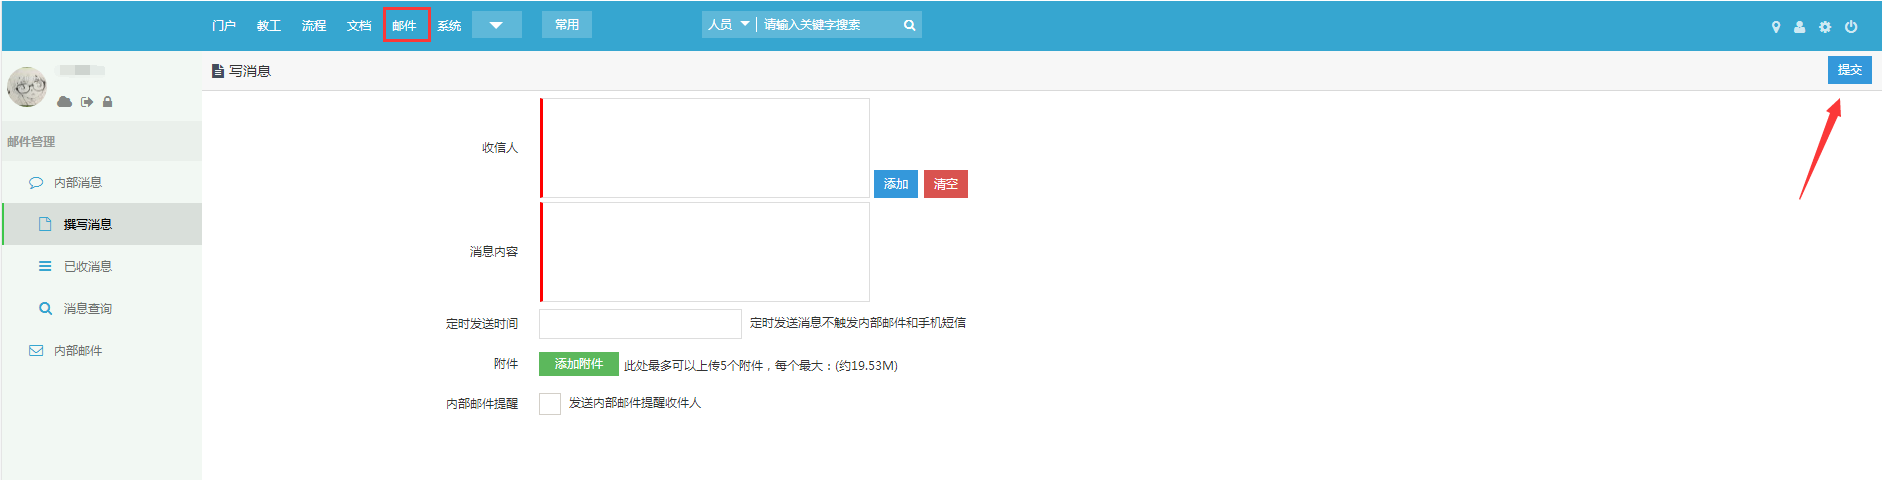 门户 教工 流程 文档 邮件 系统 常用 人员 请输入关键字搜索
写消息 提交
邮件管理
内部消息
撰写消息
已收消息
消息查询
内部邮件
收信人
添加 清空
消息内容
定时发送时间 定时发送消息不触发内部邮件和手机短信
附件 添加附件 此处最多可以上传5个附件，每个最大：(约19.53M)
内部邮件提醒 发送内部邮件提醒收件人